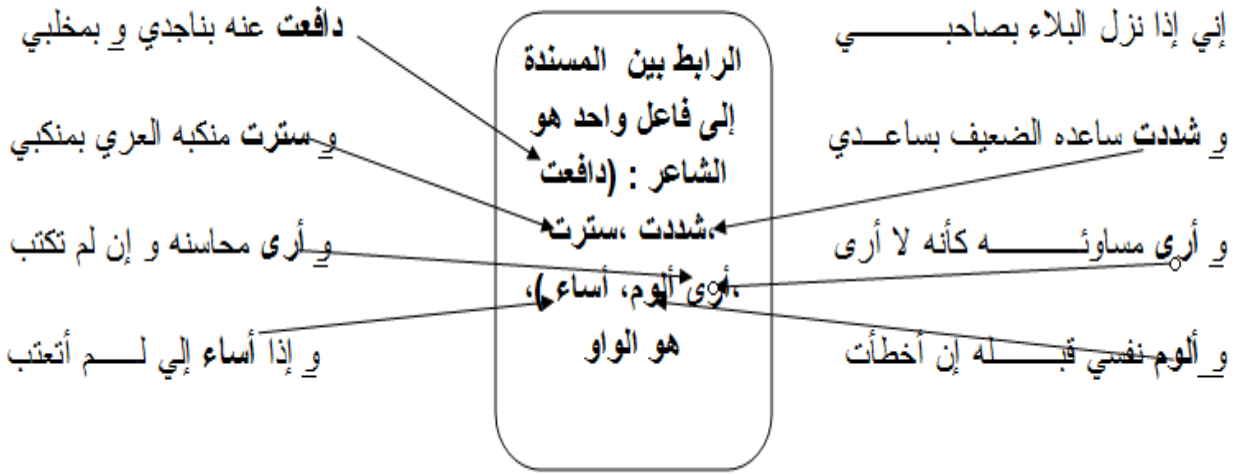 إني إذا نزل البلاء بصاحبي
دافعت عنه بناجدي و بمخلبي
و شددت ساعده الضعيف بساعدي
و سترت منكبه العري بمنكبي
و أرى مساوئه كأنه لا أرى
و أرى محاسنه و إن لم تكتب
و ألوم نفسي قبله إن أخطأت
و إذا أساء إلي لم أتعتب
الرابط بين المسندة
إلى فاعل واحد هو
الشاعر : (دافعت
،شددت ،سترت
،أرى ألوم، أساء )،
هو الواو